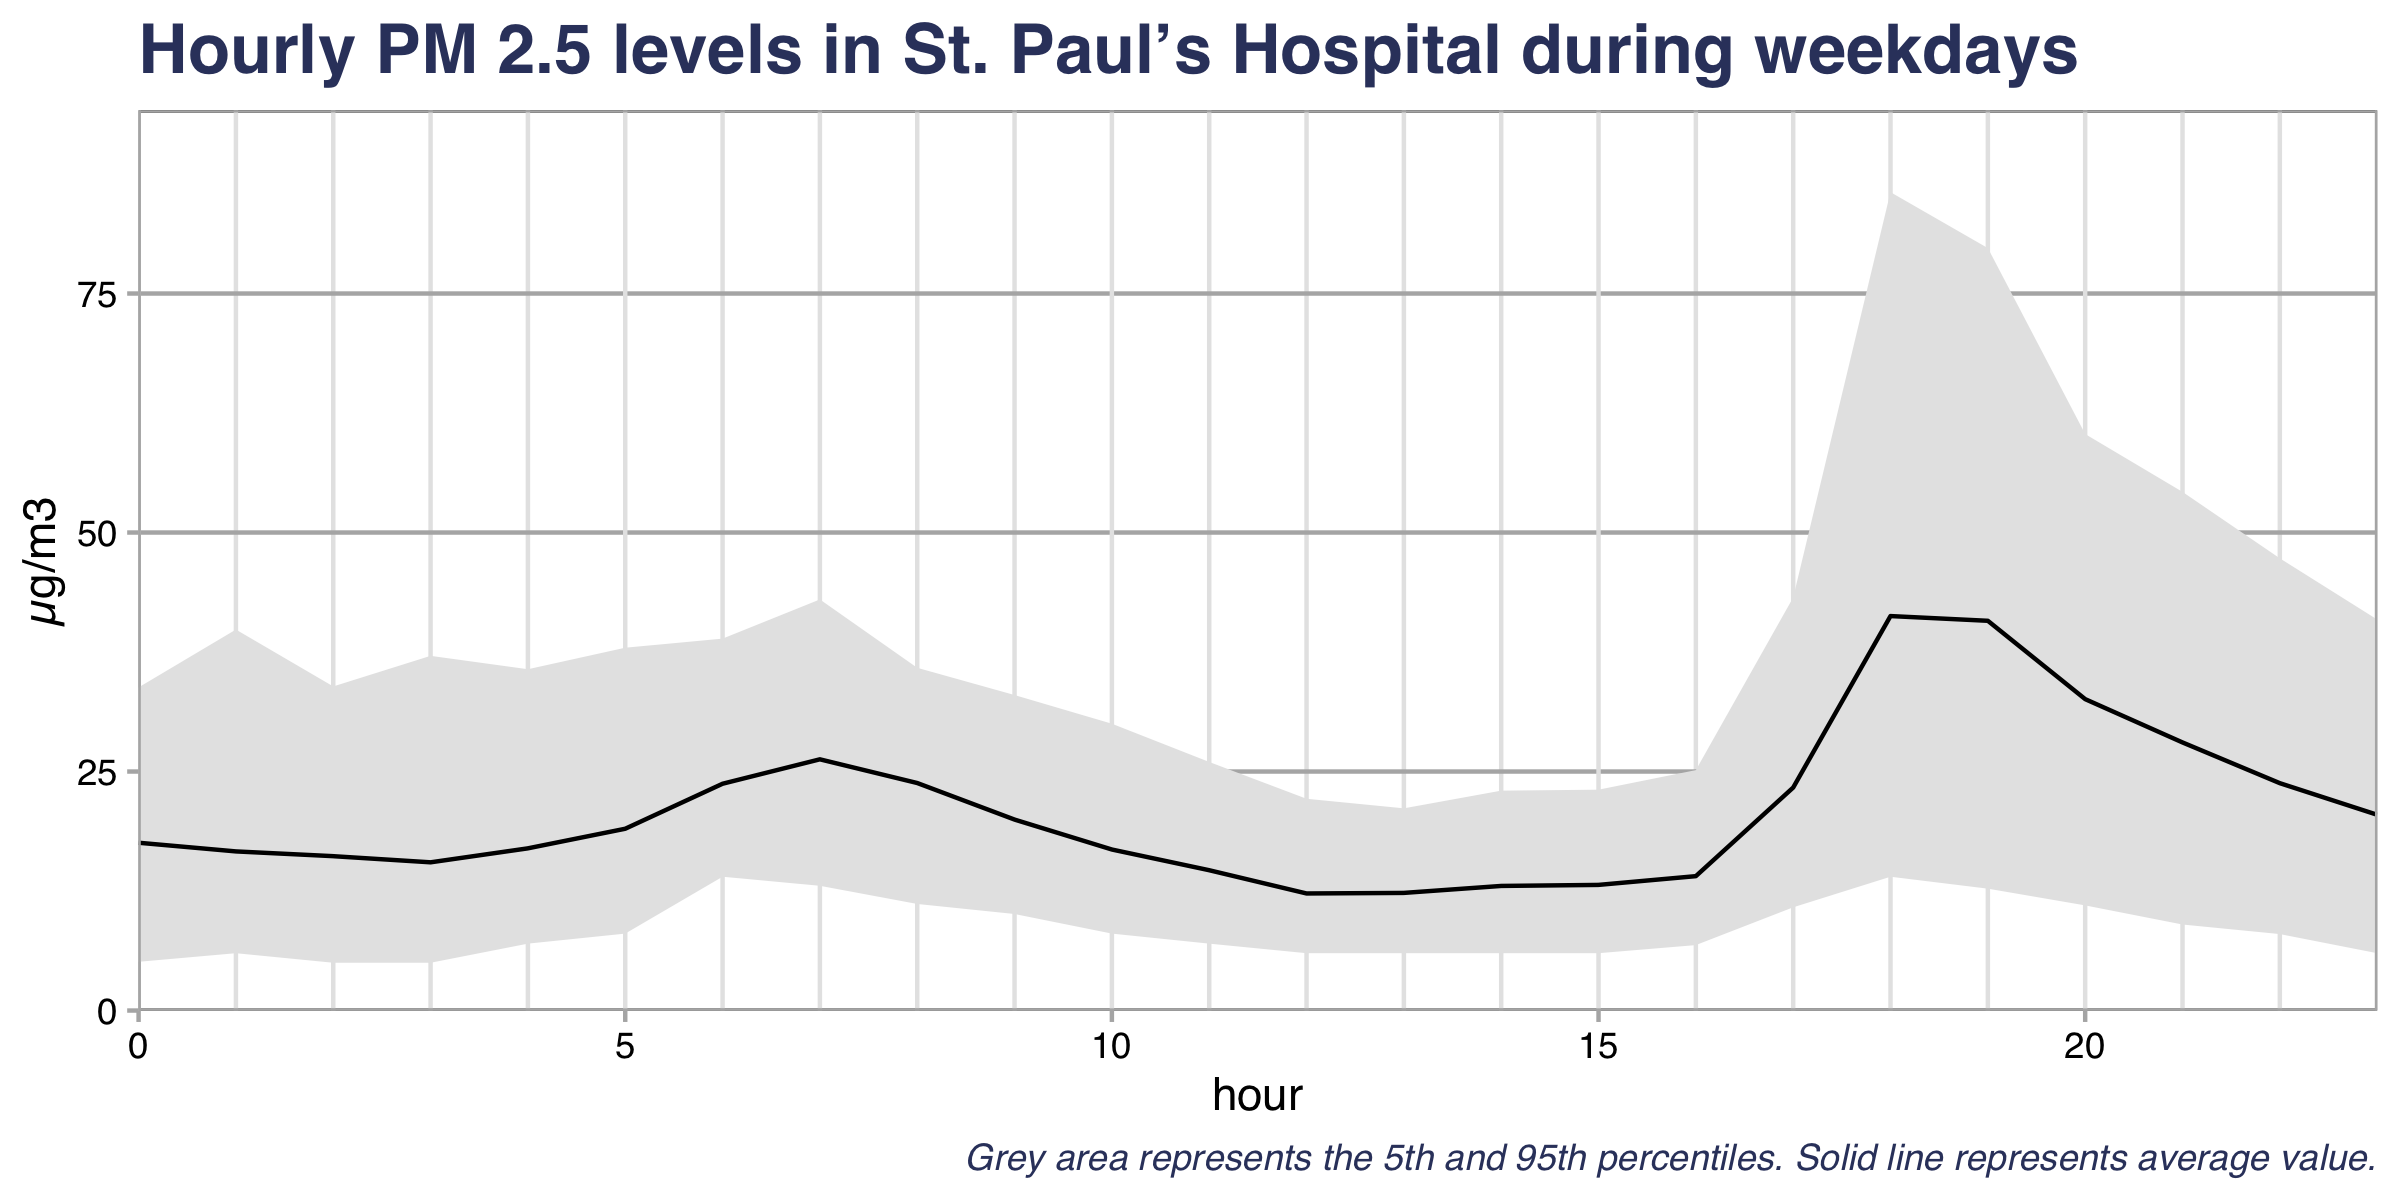 Hourly PM 2.5 levels in St. Paul’s Hospital during weekdays
75
50
25
0
μg/m3
0 5 10 15 20
hour
Grey area represents the 5th and 95th percentiles. Solid line represents average value.